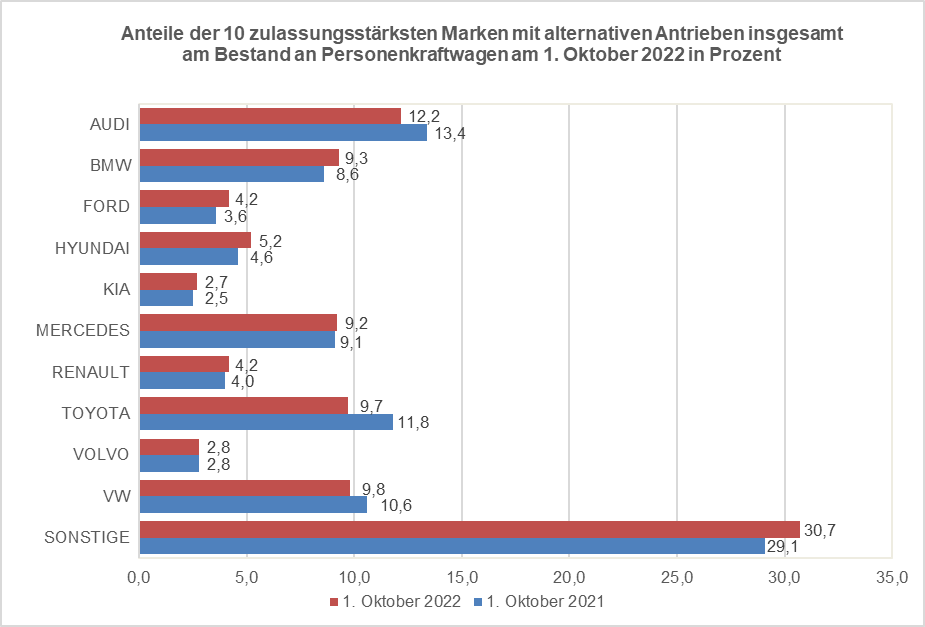 Anteile der 10 zulassungsstärksten Marken mit alternativen Antrieben insgesamt
am Bestand an Personenkraftwagen am 1. Oktober 2022 in Prozent
AUDI
12,2
13,4
BMW
9,3
8,6
FORD
4,2
3,6
HYUNDAI
5,2
4,6
KIA
2,7
2,5
MERCEDES
9,2
9,1
RENAULT
4,2
4,0
TOYOTA
9,7
11,8
VOLVO
2,8
2,8
VW
9,8
10,6
SONSTIGE
30,7
29,1
0,0 5,0 10,0 15,0 20,0 25,0 30,0 35,0
1. Oktober 2022 1. Oktober 2021